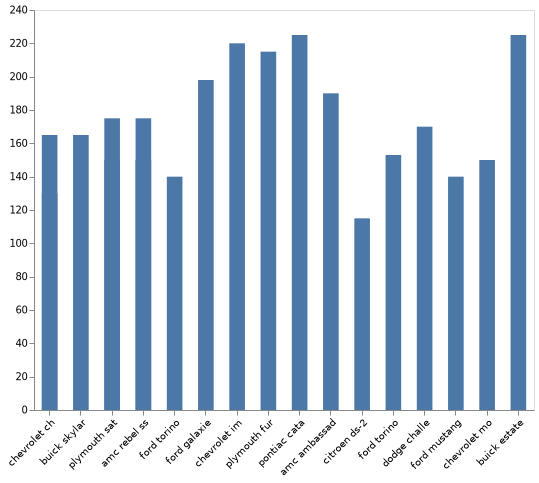 240
220
200
180
160
140
120
100
80
60
40
20
0
chevrolet ch
buick skylar
plymouth sat
amc rebel ss
ford torino
ford galaxie
chevrolet im
plymouth fur
pontiac cata
amc ambassad
citroen ds-2
ford torino
dodge challe
ford mustang
chevrolet mo
buick estate